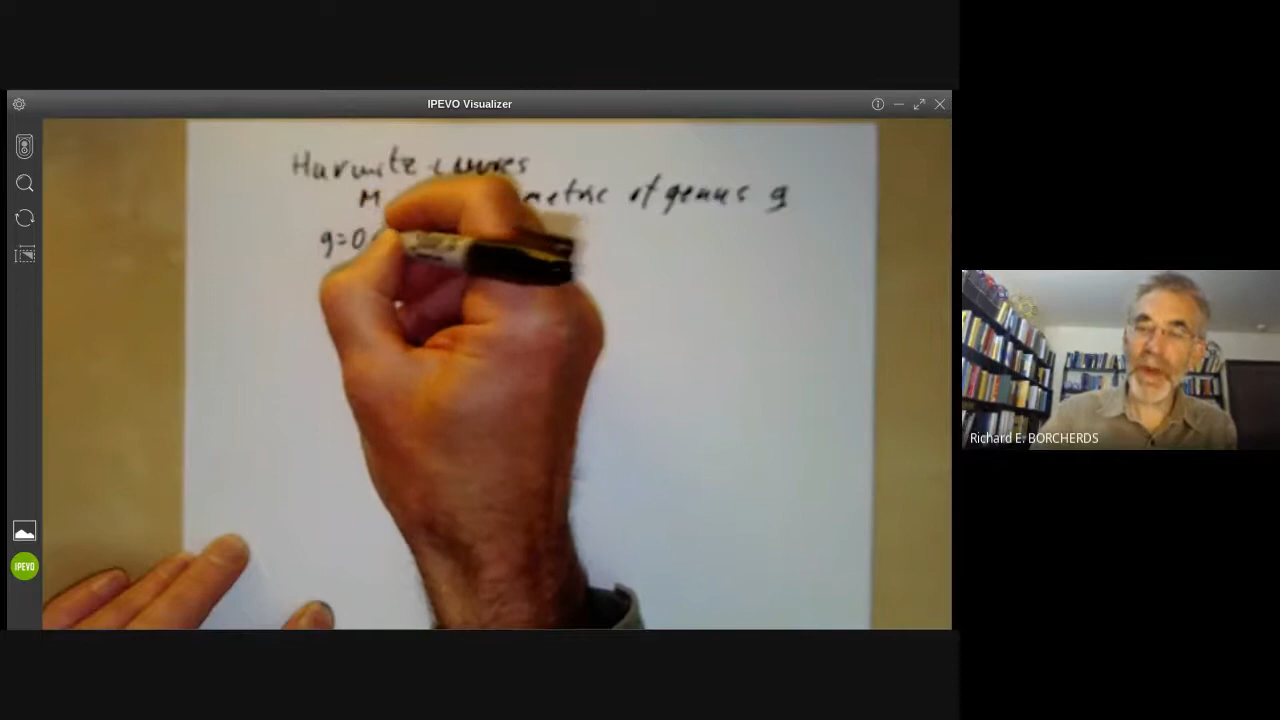 IPEVO Visualizer
Hurwitz curves
M metric of genus g
g=0
IPEVO
Richard E. BORCHERDS